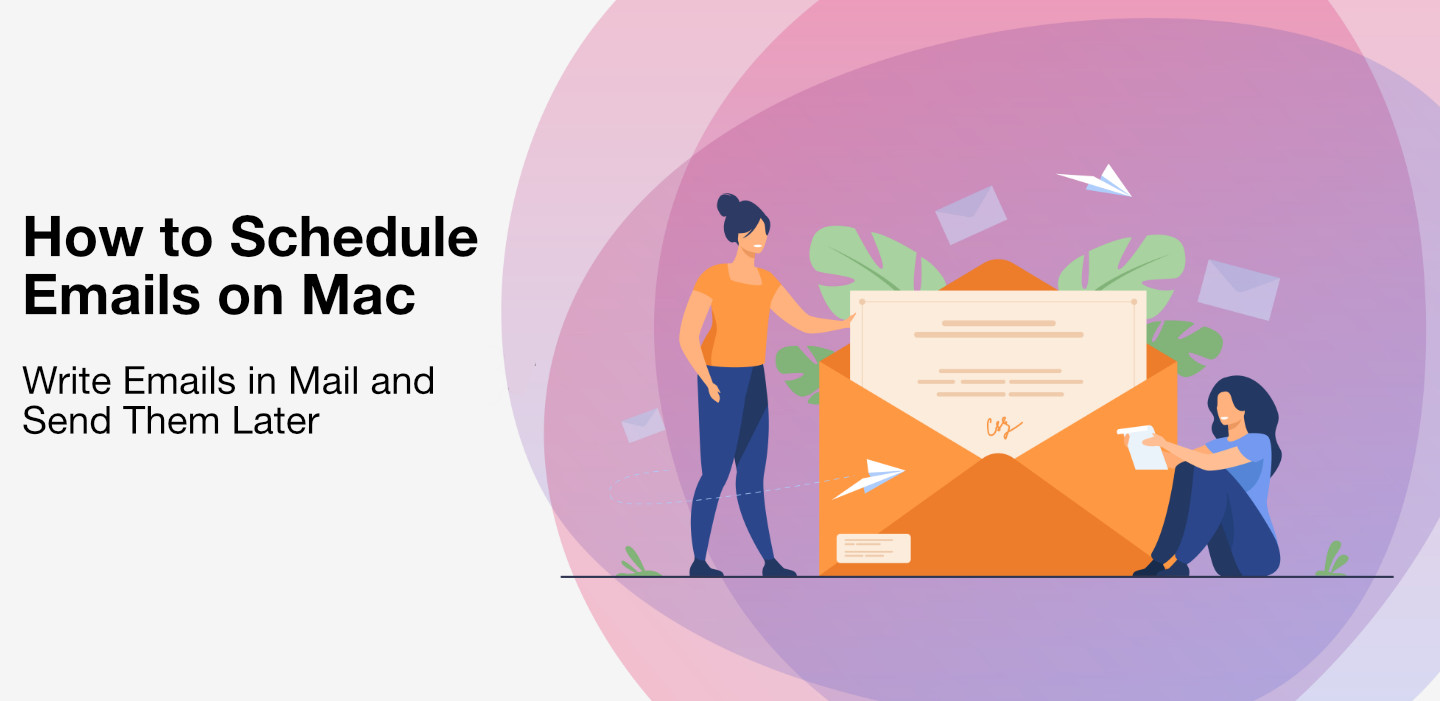 How to Schedule
Emails on Mac
Write Emails in Mail and
Send Them Later